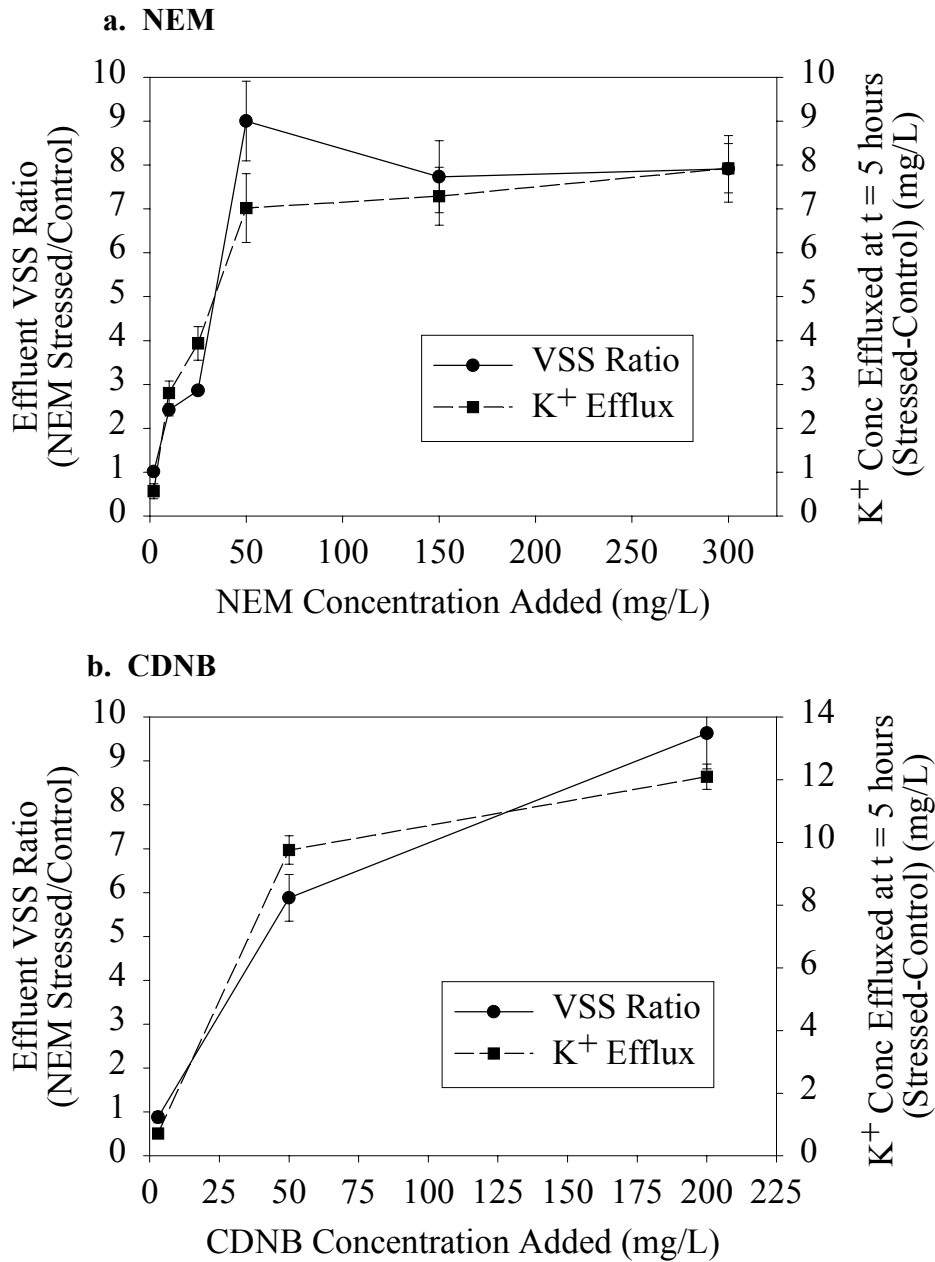 a. NEM
10
9
8
7
6
5
4
3
2
1
0
Effluent VSS Ratio
(NEM Stressed/Control)
10
9
8
7
6
5
4
3
2
1
0
K+ Conc Effluxed at t = 5 hours
(Stressed-Control) (mg/L)
VSS Ratio
K+ Efflux
0 50 100 150 200 250 300
NEM Concentration Added (mg/L)
b. CDNB
10
9
8
7
6
5
4
3
2
1
0
Effluent VSS Ratio
(NEM Stressed/Control)
14
12
10
8
6
4
2
0
K+ Conc Effluxed at t = 5 hours
(Stressed-Control) (mg/L)
VSS Ratio
K+ Efflux
0 25 50 75 100 125 150 175 200 225
CDNB Concentration Added (mg/L)